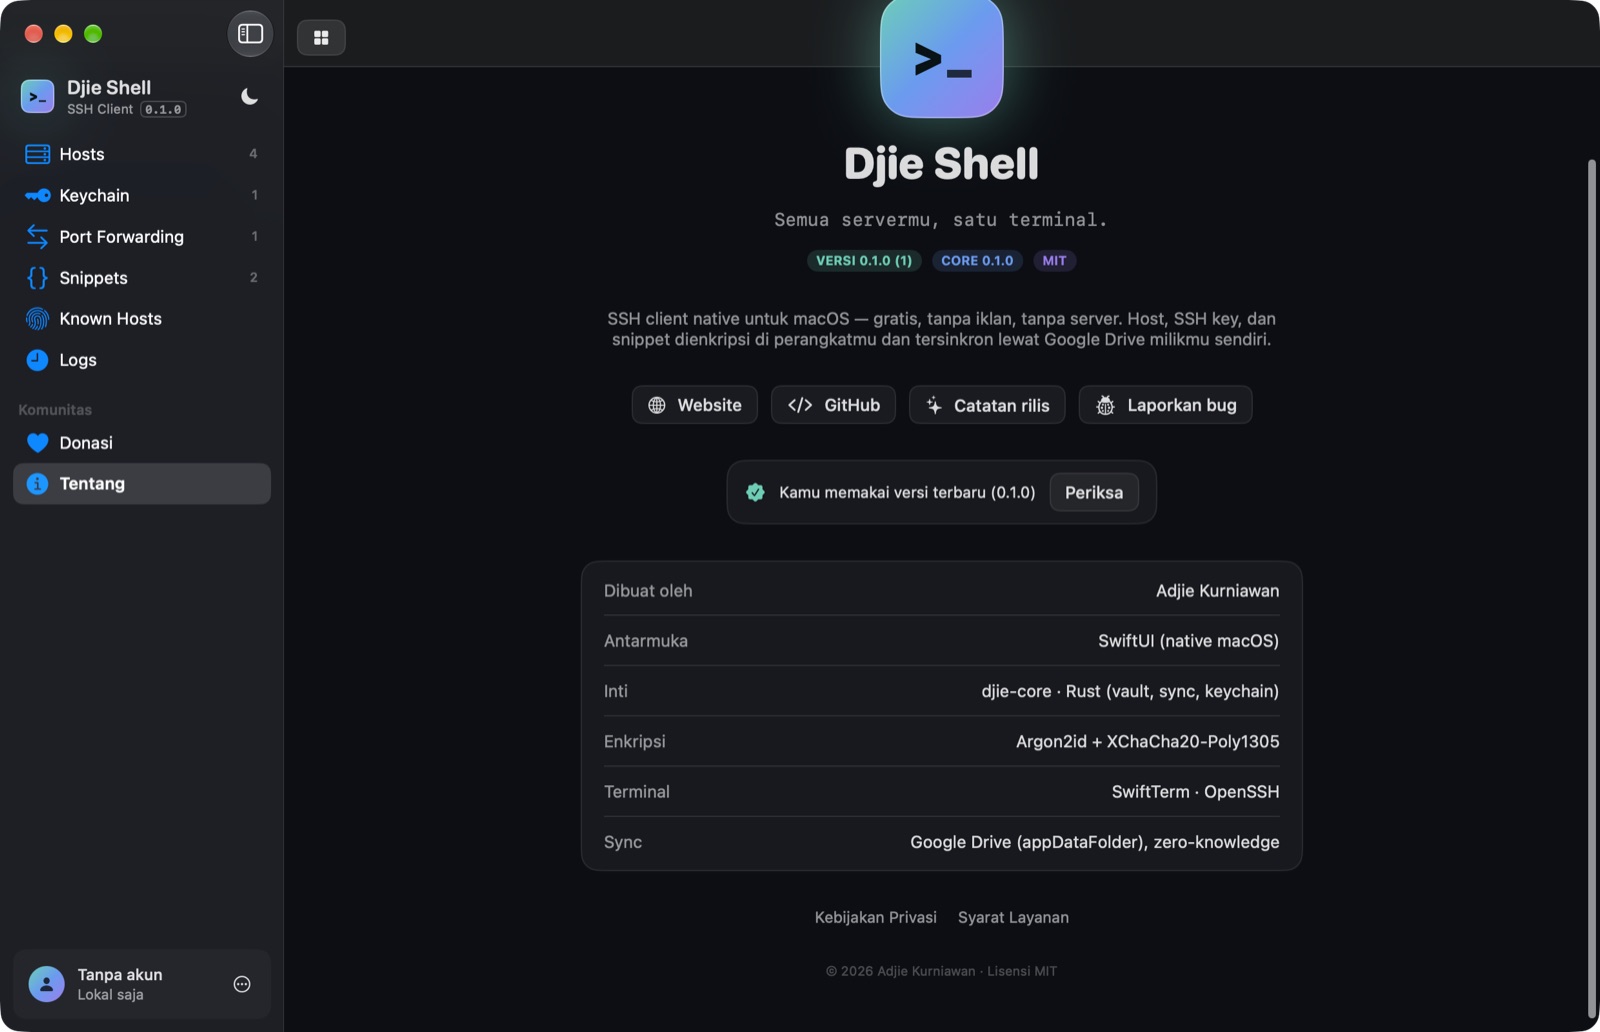 >_
Djie Shell
SSH Client 0.1.0
Hosts 4
Keychain 1
Port Forwarding 1
Snippets 2
Known Hosts
Logs
Komunitas
Donasi
Tentang
Tanpa akun
Lokal saja
>_
Djie Shell
Semua servermu, satu terminal.
VERSI 0.1.0 (1) CORE 0.1.0 MIT
SSH client native untuk macOS — gratis, tanpa iklan, tanpa server. Host, SSH key, dan
snippet dienkripsi di perangkatmu dan tersinkron lewat Google Drive milikmu sendiri.
Website </> GitHub Catatan rilis Laporkan bug
Kamu memakai versi terbaru (0.1.0) Periksa
Dibuat oleh Adjie Kurniawan
Antarmuka SwiftUI (native macOS)
Inti djie-core · Rust (vault, sync, keychain)
Enkripsi Argon2id + XChaCha20-Poly1305
Terminal SwiftTerm · OpenSSH
Sync Google Drive (appDataFolder), zero-knowledge
Kebijakan Privasi Syarat Layanan
© 2026 Adjie Kurniawan · Lisensi MIT